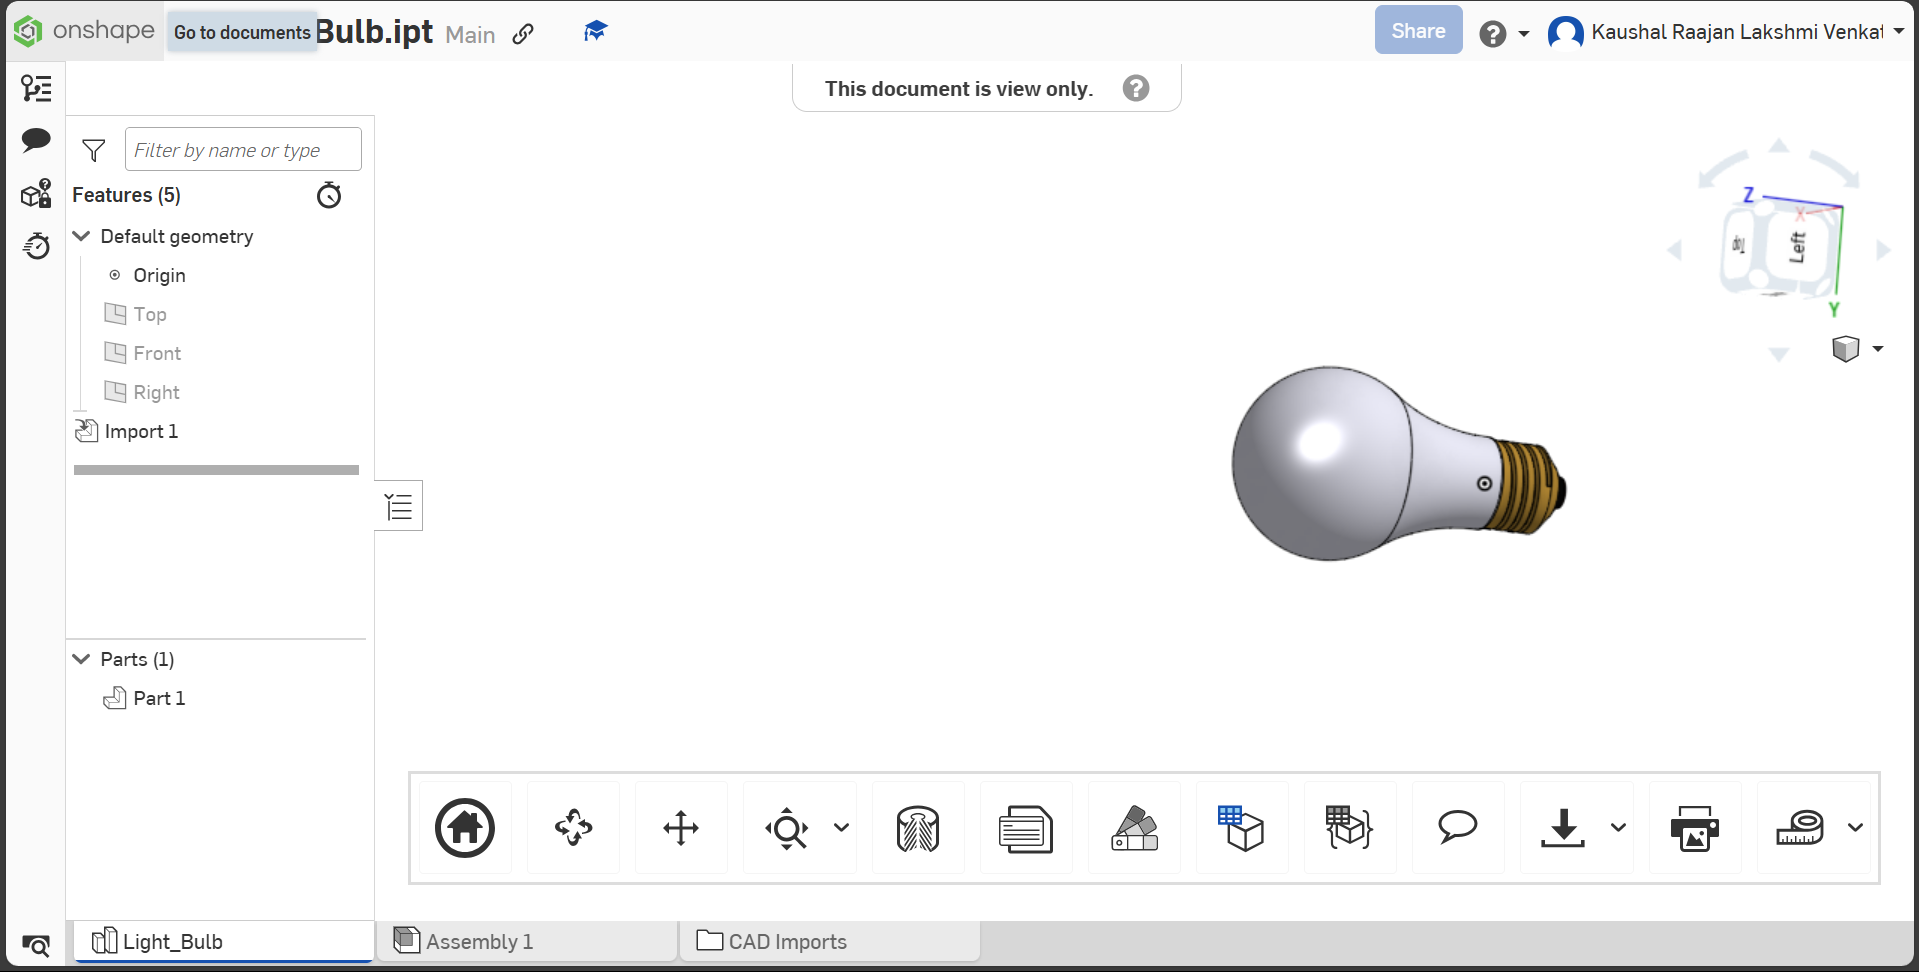 onshape
Go to documents
Bulb.ipt Main
Share
Kaushal Raajan Lakshmi Venkat
This document is view only.
Filter by name or type
Features (5)
Default geometry
Origin
Top
Front
Right
Import 1
Z
X
Top
Left
Y
Parts (1)
Part 1
Light_Bulb
Assembly 1
CAD Imports